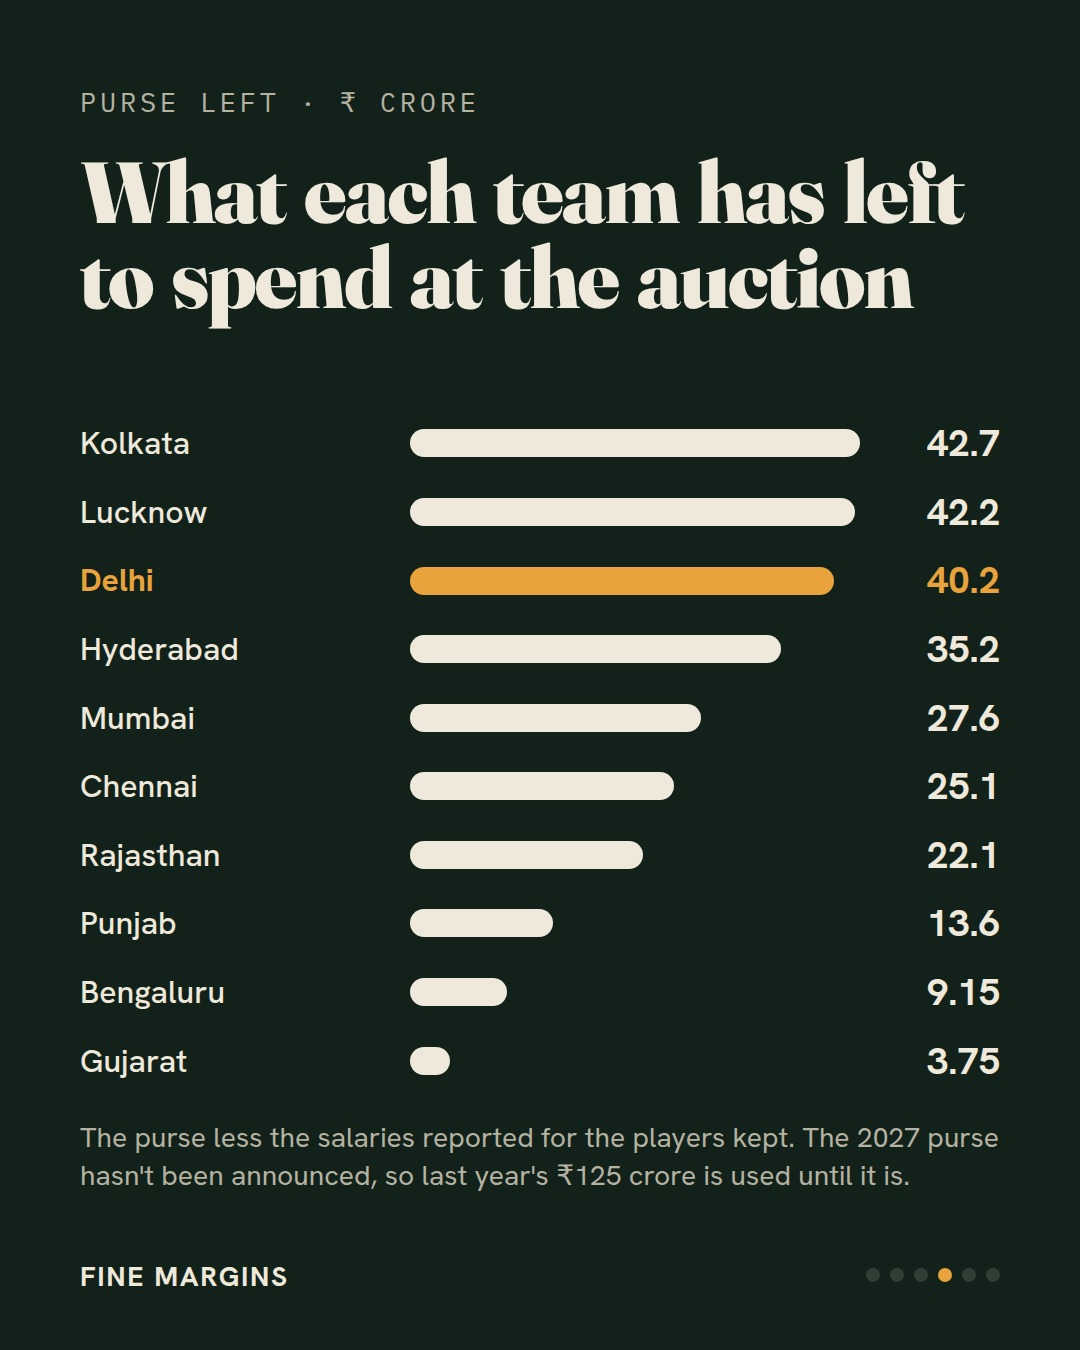 PURSE LEFT · ₹ CRORE
What each team has left
to spend at the auction
Kolkata 42.7
Lucknow 42.2
Delhi 40.2
Hyderabad 35.2
Mumbai 27.6
Chennai 25.1
Rajasthan 22.1
Punjab 13.6
Bengaluru 9.15
Gujarat 3.75
The purse less the salaries reported for the players kept. The 2027 purse
hasn't been announced, so last year's ₹125 crore is used until it is.
FINE MARGINS